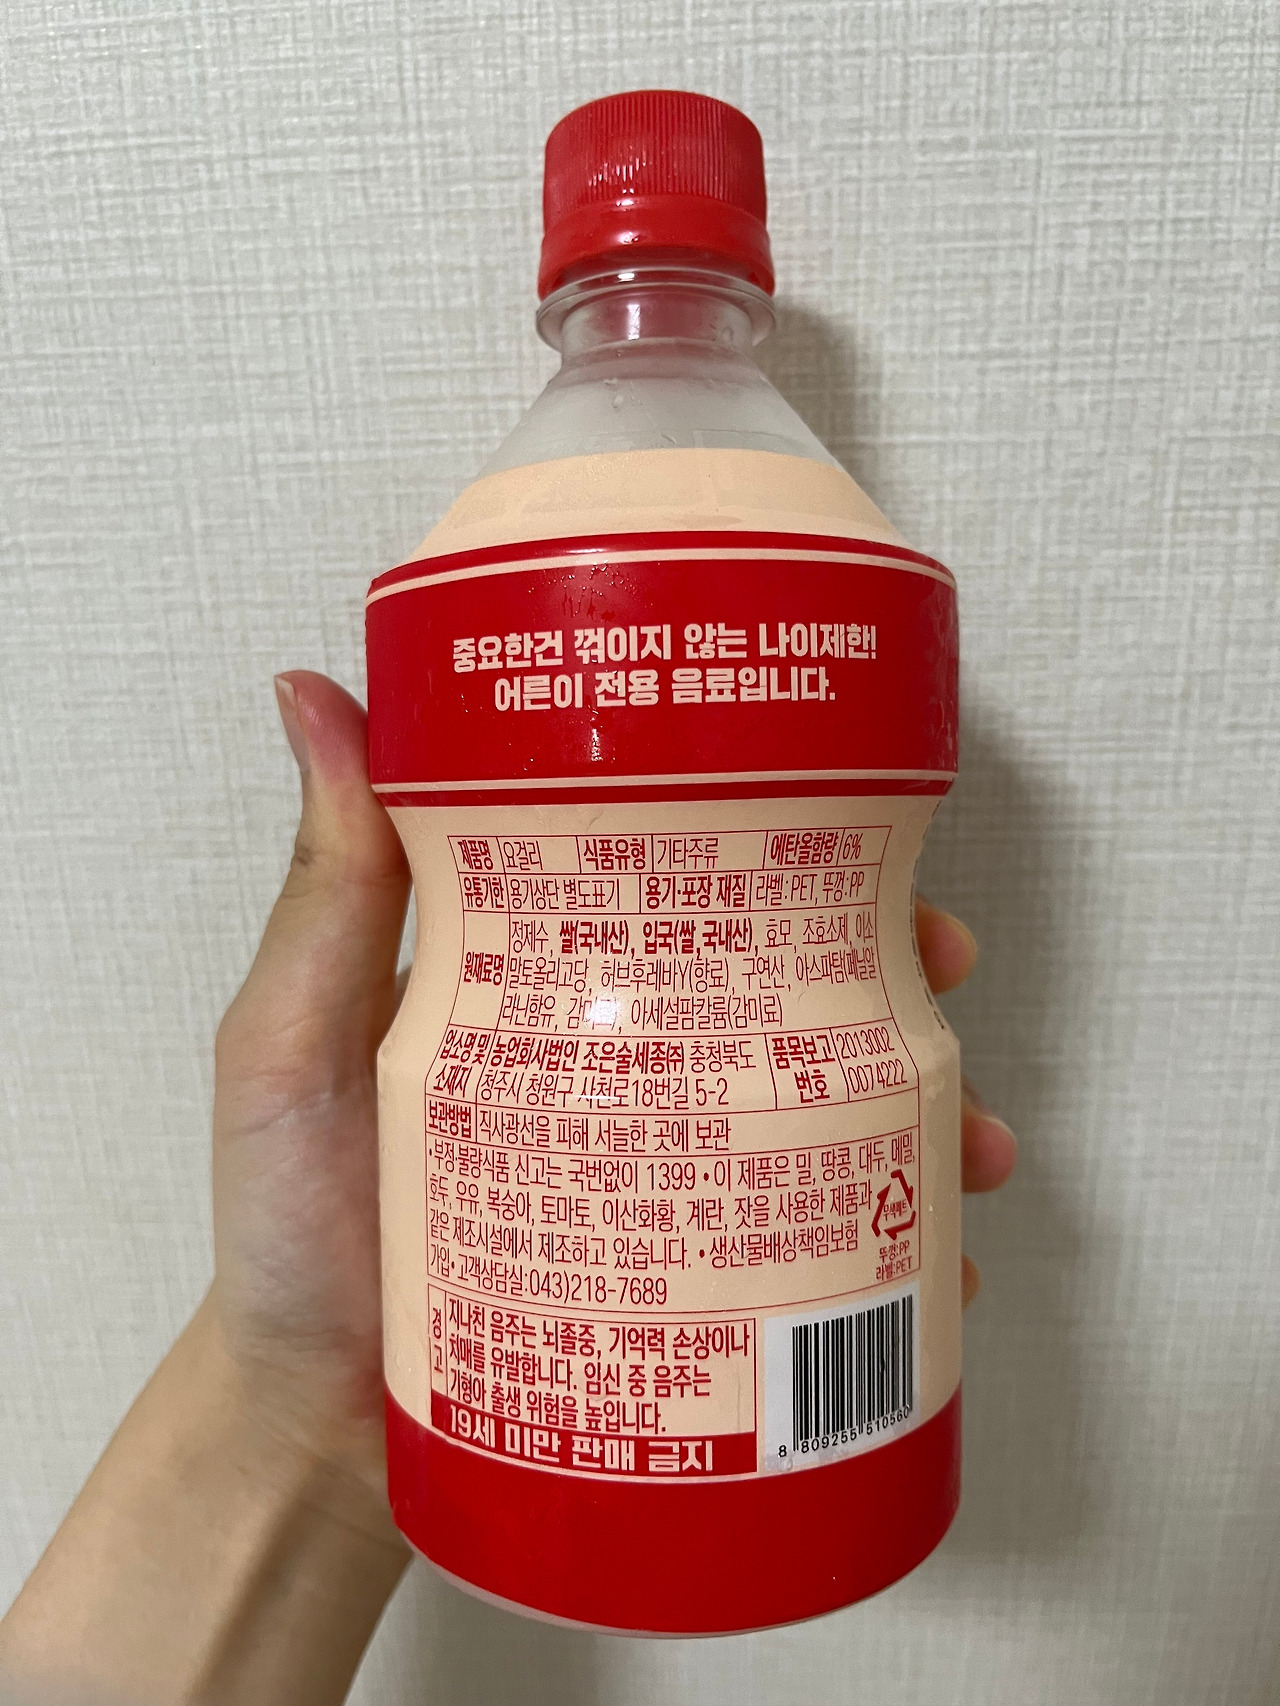 중요한건 꺾이지 않는 나이제한!
어른이 전용 음료입니다.
제품명 요걸리 식품유형 기타주류 에탄올함량 6%
유통기한 용기상단 별도표기 용기·포장 재질 라벨:PET, 뚜껑:PP
원재료명 정제수, 쌀(국내산), 입국(쌀,국내산), 효모, 조효소제, 이소
말토올리고당, 허브후레바Y(향료), 구연산, 아스파탐(페닐알
라닌함유, 감미료), 아세설팜칼륨(감미료)
업소명 및 소재지 농업회사법인 조은술세종㈜ 충청북도
청주시 청원구 사천로18번길 5-2
품목보고번호 2013002
0074222
보관방법 직사광선을 피해 서늘한 곳에 보관
•부정·불량식품 신고는 국번없이 1399 •이 제품은 밀, 땅콩, 대두, 메밀,
호두, 우유, 복숭아, 토마토, 이산화황, 계란, 잣을 사용한 제품과
같은 제조시설에서 제조하고 있습니다. •생산물배상책임보험
가입•고객상담실:043)218-7689
무색페트
뚜껑:PP
라벨:PET
경고
지나친 음주는 뇌졸중, 기억력 손상이나
치매를 유발합니다. 임신 중 음주는
기형아 출생 위험을 높입니다.
19세 미만 판매 금지
8 809255 510560